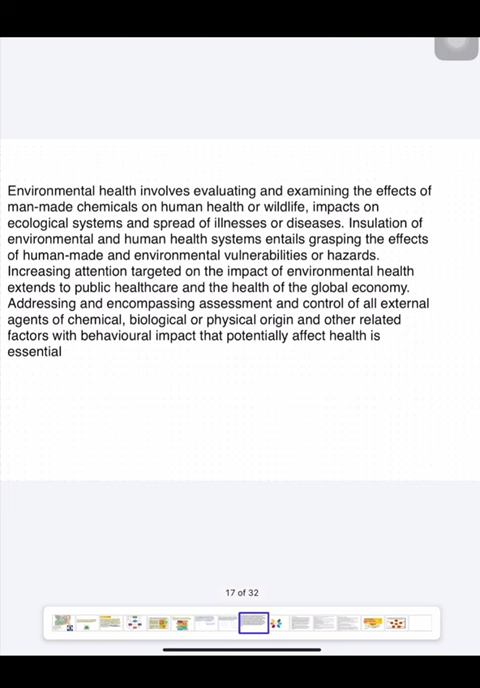 Environmental health involves evaluating and examining the effects of
man-made chemicals on human health or wildlife, impacts on
ecological systems and spread of illnesses or diseases. Insulation of
environmental and human health systems entails grasping the effects
of human-made and environmental vulnerabilities or hazards.
Increasing attention targeted on the impact of environmental health
extends to public healthcare and the health of the global economy.
Addressing and encompassing assessment and control of all external
agents of chemical, biological or physical origin and other related
factors with behavioural impact that potentially affect health is
essential
17 of 32